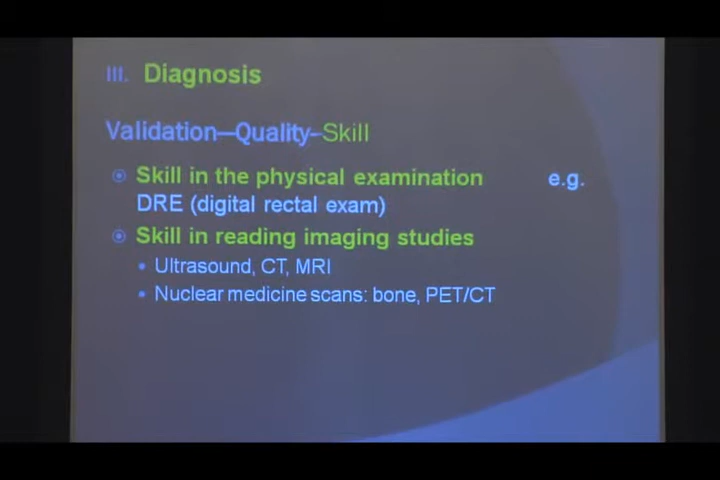 III. Diagnosis
Validation—Quality–Skill
Skill in the physical examination e.g.
DRE (digital rectal exam)
Skill in reading imaging studies
Ultrasound, CT, MRI
Nuclear medicine scans: bone, PET/CT